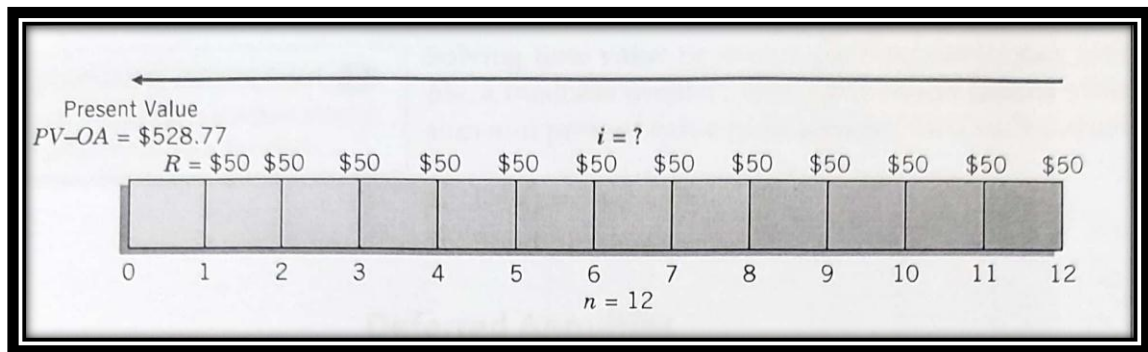 Present Value
PV–OA = $528.77
i = ?
R = $50 $50 $50 $50 $50 $50 $50 $50 $50 $50 $50 $50
0 1 2 3 4 5 6 7 8 9 10 11 12
n = 12